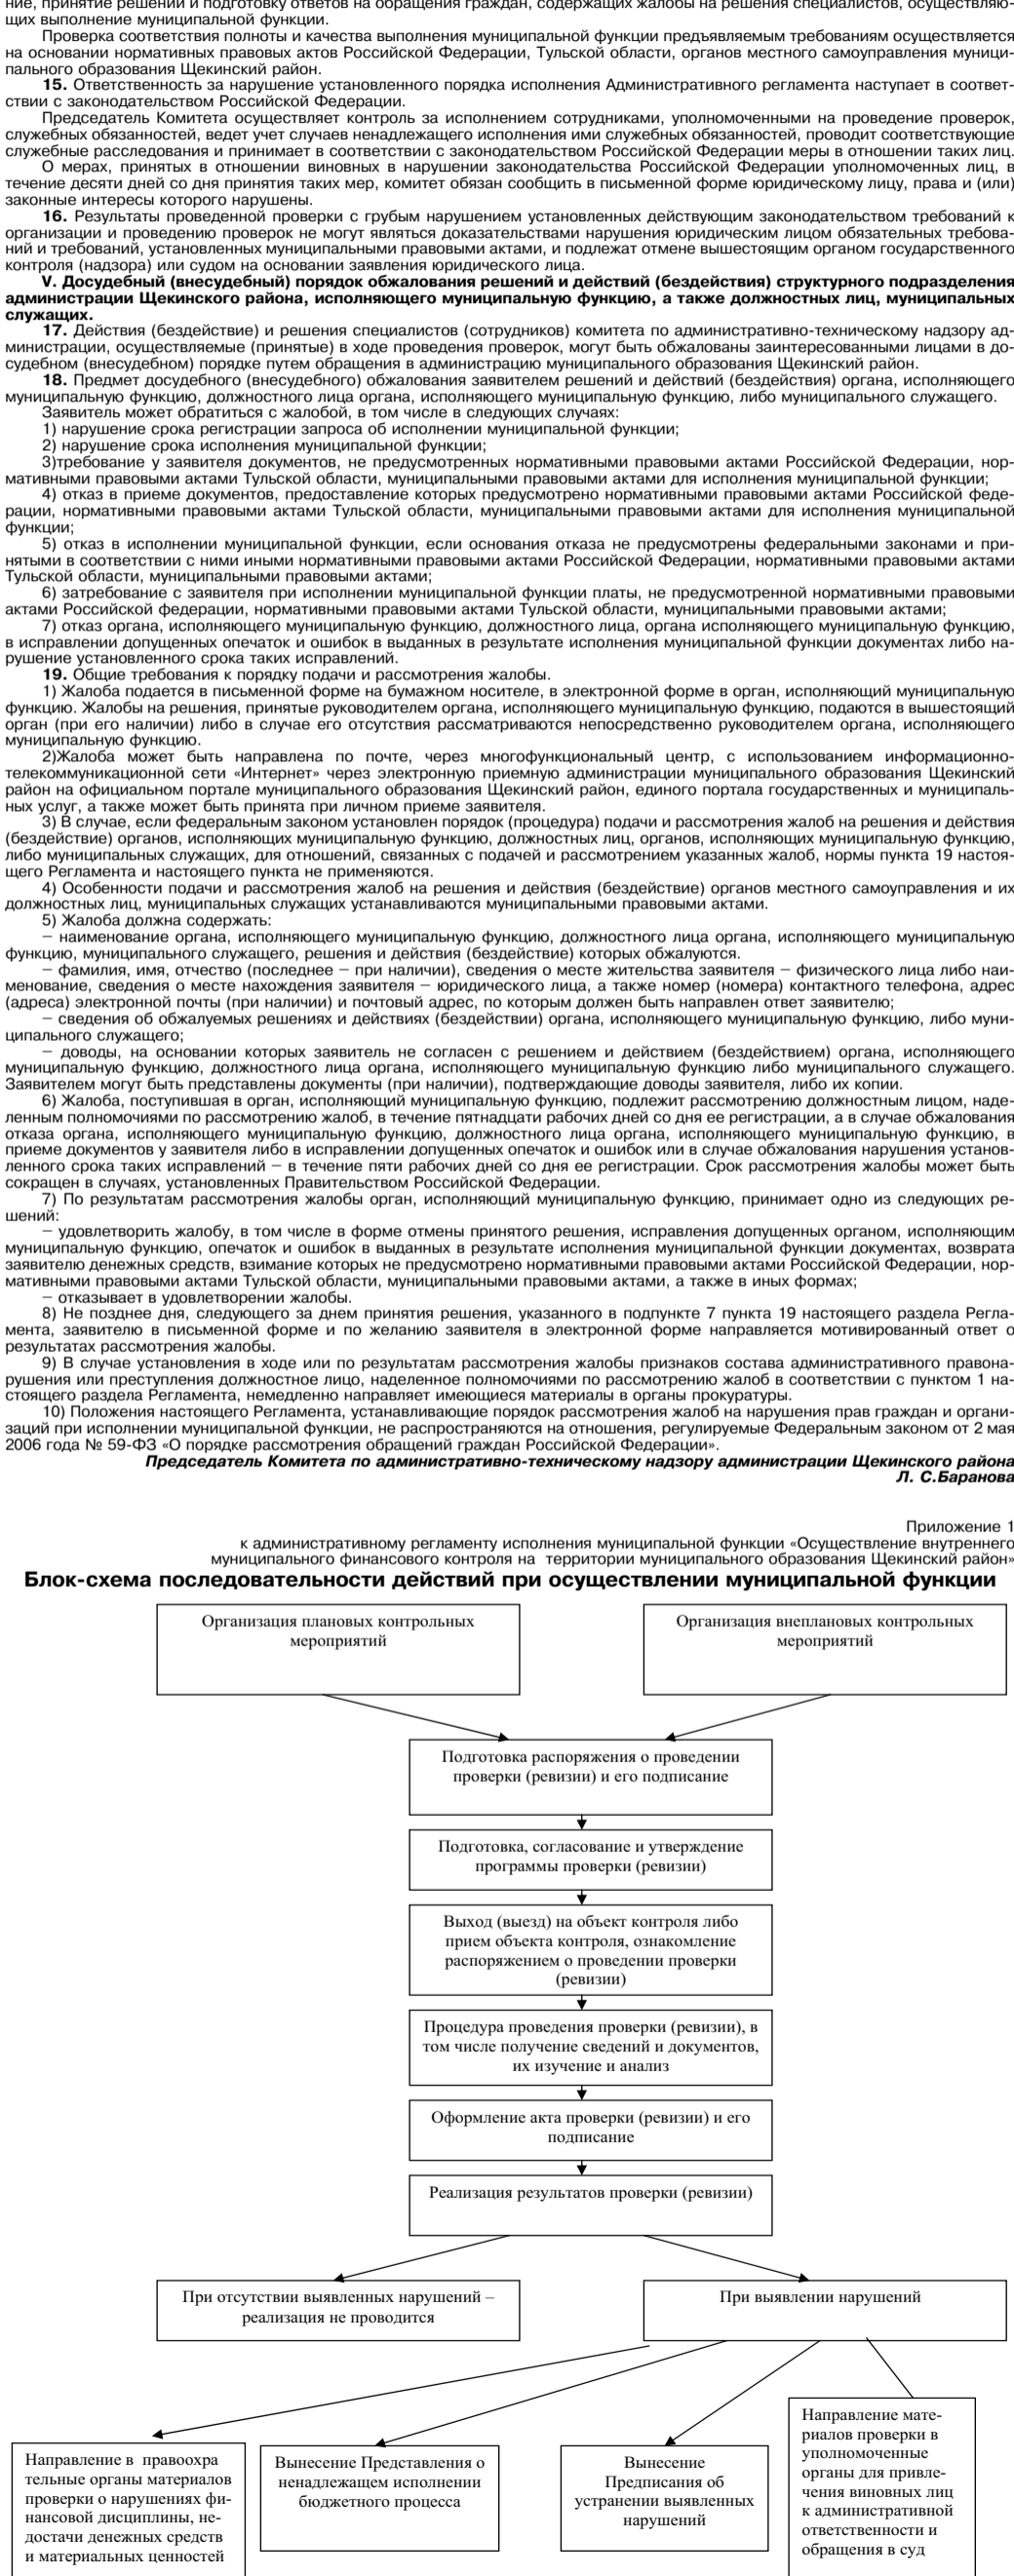 ние, принятие решений и подготовку ответов на обращения граждан, содержащих жалобы на решения специалистов, осуществляю-
щих выполнение муниципальной функции.
Проверка соответствия полноты и качества выполнения муниципальной функции предъявляемым требованиям осуществляется
на основании нормативных правовых актов Российской Федерации, Тульской области, органов местного самоуправления муници-
пального образования Щекинский район.
15. Ответственность за нарушение установленного порядка исполнения Административного регламента наступает в соответ-
ствии с законодательством Российской Федерации.
Председатель Комитета осуществляет контроль за исполнением сотрудниками, уполномоченными на проведение проверок,
служебных обязанностей, ведет учет случаев ненадлежащего исполнения ими служебных обязанностей, проводит соответствующие
служебные расследования и принимает в соответствии с законодательством Российской Федерации меры в отношении таких лиц.
О мерах, принятых в отношении виновных в нарушении законодательства Российской Федерации уполномоченных лиц, в
течение десяти дней со дня принятия таких мер, комитет обязан сообщить в письменной форме юридическому лицу, права и (или)
законные интересы которого нарушены.
16. Результаты проведенной проверки с грубым нарушением установленных действующим законодательством требований к
организации и проведению проверок не могут являться доказательствами нарушения юридическим лицом обязательных требова-
ний и требований, установленных муниципальными правовыми актами, и подлежат отмене вышестоящим органом государственного
контроля (надзора) или судом на основании заявления юридического лица.
V. Досудебный (внесудебный) порядок обжалования решений и действий (бездействия) структурного подразделения
администрации Щекинского района, исполняющего муниципальную функцию, а также должностных лиц, муниципальных
служащих.
17. Действия (бездействие) и решения специалистов (сотрудников) комитета по административно-техническому надзору ад-
министрации, осуществляемые (принятые) в ходе проведения проверок, могут быть обжалованы заинтересованными лицами в до-
судебном (внесудебном) порядке путем обращения в администрацию муниципального образования Щекинский район.
18. Предмет досудебного (внесудебного) обжалования заявителем решений и действий (бездействия) органа, исполняющего
муниципальную функцию, должностного лица органа, исполняющего муниципальную функцию, либо муниципального служащего.
Заявитель может обратиться с жалобой, в том числе в следующих случаях:
1) нарушение срока регистрации запроса об исполнении муниципальной функции;
2) нарушение срока исполнения муниципальной функции;
3)требование у заявителя документов, не предусмотренных нормативными правовыми актами Российской Федерации, нор-
мативными правовыми актами Тульской области, муниципальными правовыми актами для исполнения муниципальной функции;
4) отказ в приеме документов, предоставление которых предусмотрено нормативными правовыми актами Российской феде-
рации, нормативными правовыми актами Тульской области, муниципальными правовыми актами для исполнения муниципальной
функции;
5) отказ в исполнении муниципальной функции, если основания отказа не предусмотрены федеральными законами и при-
нятыми в соответствии с ними иными нормативными правовыми актами Российской Федерации, нормативными правовыми актами
Тульской области, муниципальными правовыми актами;
6) затребование с заявителя при исполнении муниципальной функции платы, не предусмотренной нормативными правовыми
актами Российской федерации, нормативными правовыми актами Тульской области, муниципальными правовыми актами;
7) отказ органа, исполняющего муниципальную функцию, должностного лица, органа исполняющего муниципальную функцию,
в исправлении допущенных опечаток и ошибок в выданных в результате исполнения муниципальной функции документах либо на-
рушение установленного срока таких исправлений.
19. Общие требования к порядку подачи и рассмотрения жалобы.
1) Жалоба подается в письменной форме на бумажном носителе, в электронной форме в орган, исполняющий муниципальную
функцию. Жалобы на решения, принятые руководителем органа, исполняющего муниципальную функцию, подаются в вышестоящий
орган (при его наличии) либо в случае его отсутствия рассматриваются непосредственно руководителем органа, исполняющего
муниципальную функцию.
2)Жалоба может быть направлена по почте, через многофункциональный центр, с использованием информационно-
телекоммуникационной сети «Интернет» через электронную приемную администрации муниципального образования Щекинский
район на официальном портале муниципального образования Щекинский район, единого портала государственных и муниципаль-
ных услуг, а также может быть принята при личном приеме заявителя.
3) В случае, если федеральным законом установлен порядок (процедура) подачи и рассмотрения жалоб на решения и действия
(бездействие) органов, исполняющих муниципальную функцию, должностных лиц, органов, исполняющих муниципальную функцию,
либо муниципальных служащих, для отношений, связанных с подачей и рассмотрением указанных жалоб, нормы пункта 19 настоя-
щего Регламента и настоящего пункта не применяются.
4) Особенности подачи и рассмотрения жалоб на решения и действия (бездействие) органов местного самоуправления и их
должностных лиц, муниципальных служащих устанавливаются муниципальными правовыми актами.
5) Жалоба должна содержать:
– наименование органа, исполняющего муниципальную функцию, должностного лица органа, исполняющего муниципальную
функцию, муниципального служащего, решения и действия (бездействие) которых обжалуются.
– фамилия, имя, отчество (последнее – при наличии), сведения о месте жительства заявителя – физического лица либо наи-
менование, сведения о месте нахождения заявителя – юридического лица, а также номер (номера) контактного телефона, адрес
(адреса) электронной почты (при наличии) и почтовый адрес, по которым должен быть направлен ответ заявителю;
– сведения об обжалуемых решениях и действиях (бездействии) органа, исполняющего муниципальную функцию, либо муни-
ципального служащего;
– доводы, на основании которых заявитель не согласен с решением и действием (бездействием) органа, исполняющего
муниципальную функцию, должностного лица органа, исполняющего муниципальную функцию либо муниципального служащего.
Заявителем могут быть представлены документы (при наличии), подтверждающие доводы заявителя, либо их копии.
6) Жалоба, поступившая в орган, исполняющий муниципальную функцию, подлежит рассмотрению должностным лицом, наде-
ленным полномочиями по рассмотрению жалоб, в течение пятнадцати рабочих дней со дня ее регистрации, а в случае обжалования
отказа органа, исполняющего муниципальную функцию, должностного лица органа, исполняющего муниципальную функцию, в
приеме документов у заявителя либо в исправлении допущенных опечаток и ошибок или в случае обжалования нарушения установ-
ленного срока таких исправлений – в течение пяти рабочих дней со дня ее регистрации. Срок рассмотрения жалобы может быть
сокращен в случаях, установленных Правительством Российской Федерации.
7) По результатам рассмотрения жалобы орган, исполняющий муниципальную функцию, принимает одно из следующих ре-
шений:
– удовлетворить жалобу, в том числе в форме отмены принятого решения, исправления допущенных органом, исполняющим
муниципальную функцию, опечаток и ошибок в выданных в результате исполнения муниципальной функции документах, возврата
заявителю денежных средств, взимание которых не предусмотрено нормативными правовыми актами Российской Федерации, нор-
мативными правовыми актами Тульской области, муниципальными правовыми актами, а также в иных формах;
– отказывает в удовлетворении жалобы.
8) Не позднее дня, следующего за днем принятия решения, указанного в подпункте 7 пункта 19 настоящего раздела Регла-
мента, заявителю в письменной форме и по желанию заявителя в электронной форме направляется мотивированный ответ о
результатах рассмотрения жалобы.
9) В случае установления в ходе или по результатам рассмотрения жалобы признаков состава административного правона-
рушения или преступления должностное лицо, наделенное полномочиями по рассмотрению жалоб в соответствии с пунктом 1 на-
стоящего раздела Регламента, немедленно направляет имеющиеся материалы в органы прокуратуры.
10) Положения настоящего Регламента, устанавливающие порядок рассмотрения жалоб на нарушения прав граждан и органи-
заций при исполнении муниципальной функции, не распространяются на отношения, регулируемые Федеральным законом от 2 мая
2006 года № 59-ФЗ «О порядке рассмотрения обращений граждан Российской Федерации».
Председатель Комитета по административно-техническому надзору администрации Щекинского района
Л. С.Баранова
Приложение 1
к административному регламенту исполнения муниципальной функции «Осуществление внутреннего
муниципального финансового контроля на территории муниципального образования Щекинский район»
Блок-схема последовательности действий при осуществлении муниципальной функции
Организация плановых контрольных
мероприятий
Организация внеплановых контрольных
мероприятий
Подготовка распоряжения о проведении
проверки (ревизии) и его подписание
Подготовка, согласование и утверждение
программы проверки (ревизии)
Выход (выезд) на объект контроля либо
прием объекта контроля, ознакомление
распоряжением о проведении проверки
(ревизии)
Процедура проведения проверки (ревизии), в
том числе получение сведений и документов,
их изучение и анализ
Оформление акта проверки (ревизии) и его
подписание
Реализация результатов проверки (ревизии)
При отсутствии выявленных нарушений –
реализация не проводится
При выявлении нарушений
Направление в правоохра
тельные органы материалов
проверки о нарушениях фи-
нансовой дисциплины, не-
достачи денежных средств
и материальных ценностей
Вынесение Представления о
ненадлежащем исполнении
бюджетного процесса
Вынесение
Предписания об
устранении выявленных
нарушений
Направление мате-
риалов проверки в
уполномоченные
органы для привле-
чения виновных лиц
к административной
ответственности и
обращения в суд